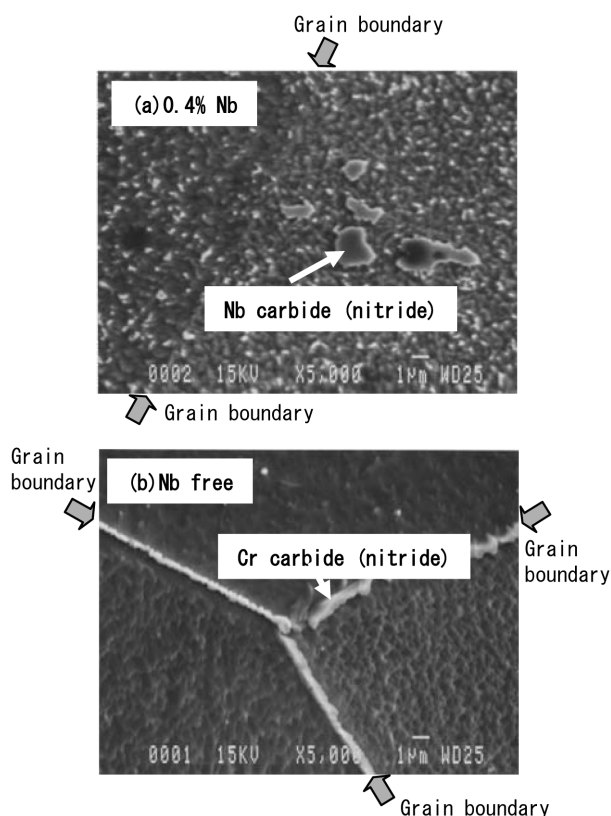 Grain boundary
(a)0.4% Nb
Nb carbide (nitride)
0002 15KV X5,000 1μm WD25
Grain boundary
Grain
boundary
(b)Nb free
Cr carbide (nitride)
Grain
boundary
0001 15KV X5,000 1μm WD25
Grain boundary